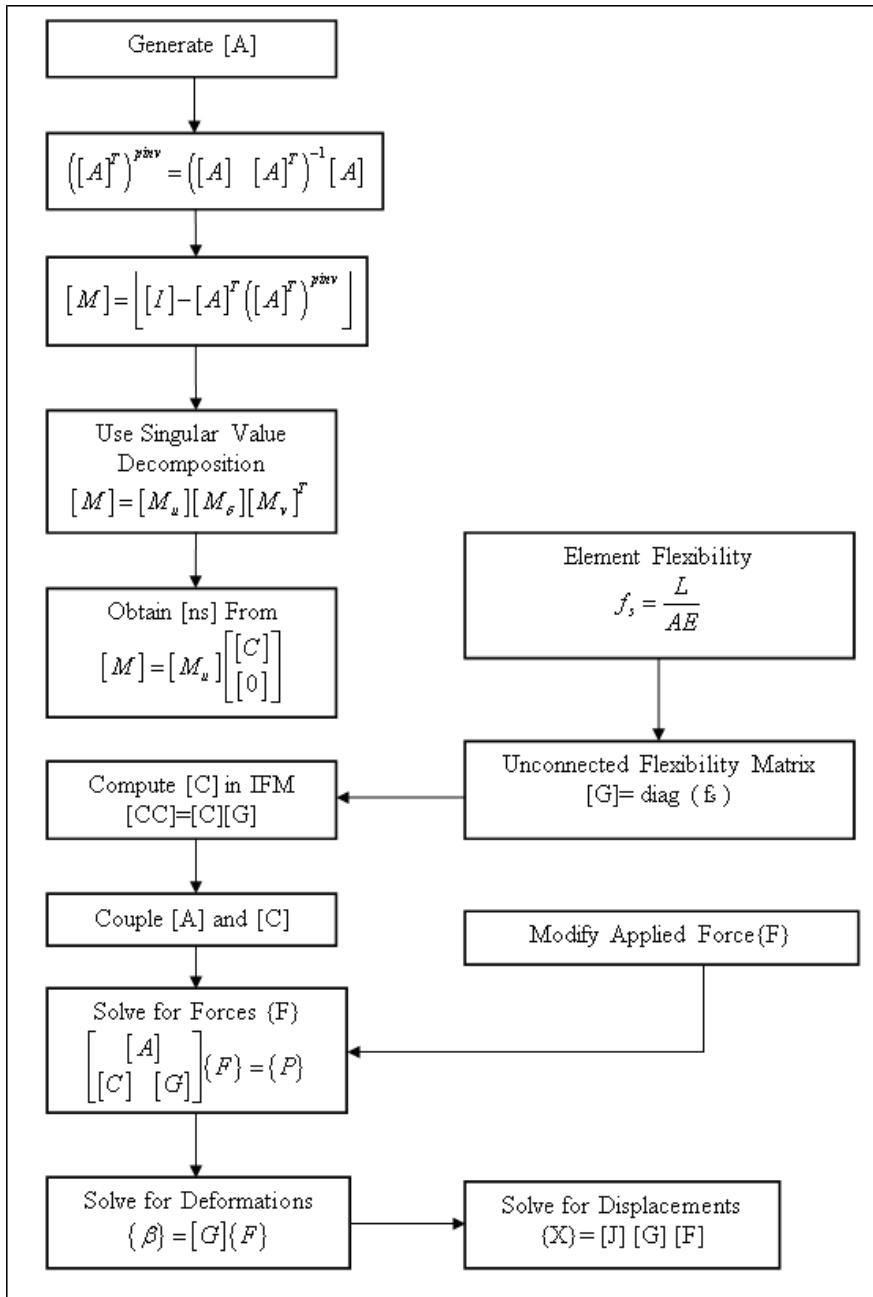 Generate [A]
([A]^T)^pinv = ([A] [A]^T)^-1 [A]
[M] = ⌊[I] − [A]^T ([A]^T)^pinv⌋
Use Singular Value
Decomposition
[M] = [M_u][M_σ][M_v]^T
Obtain [ns] From
[M] = [M_u] [[C]
[0]]
Element Flexibility
f_s = L / AE
Unconnected Flexibility Matrix
[G]= diag (fs)
Compute [C] in IFM
[CC]=[C][G]
Couple [A] and [C]
Modify Applied Force{F}
Solve for Forces {F}
[ [A]
[C] [G] ] {F} = {P}
Solve for Deformations
{β} = [G]{F}
Solve for Displacements
{X}= [J] [G] [F]